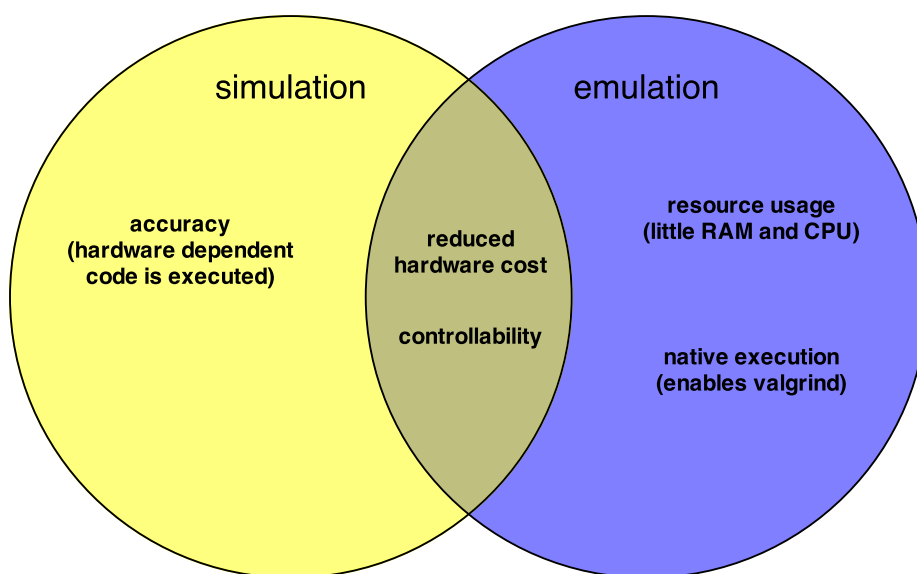 simulation
accuracy
(hardware dependent
code is executed)
reduced
hardware cost
controllability
emulation
resource usage
(little RAM and CPU)
native execution
(enables valgrind)